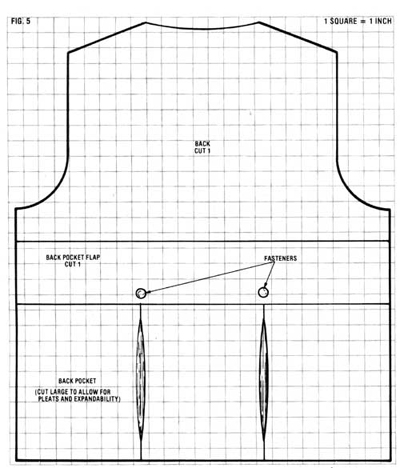 FIG. 5
1 SQUARE = 1 INCH
BACK
CUT 1
BACK POCKET FLAP
CUT 1
FASTENERS
BACK POCKET
(CUT LARGE TO ALLOW FOR
PLEATS AND EXPANDABILITY)